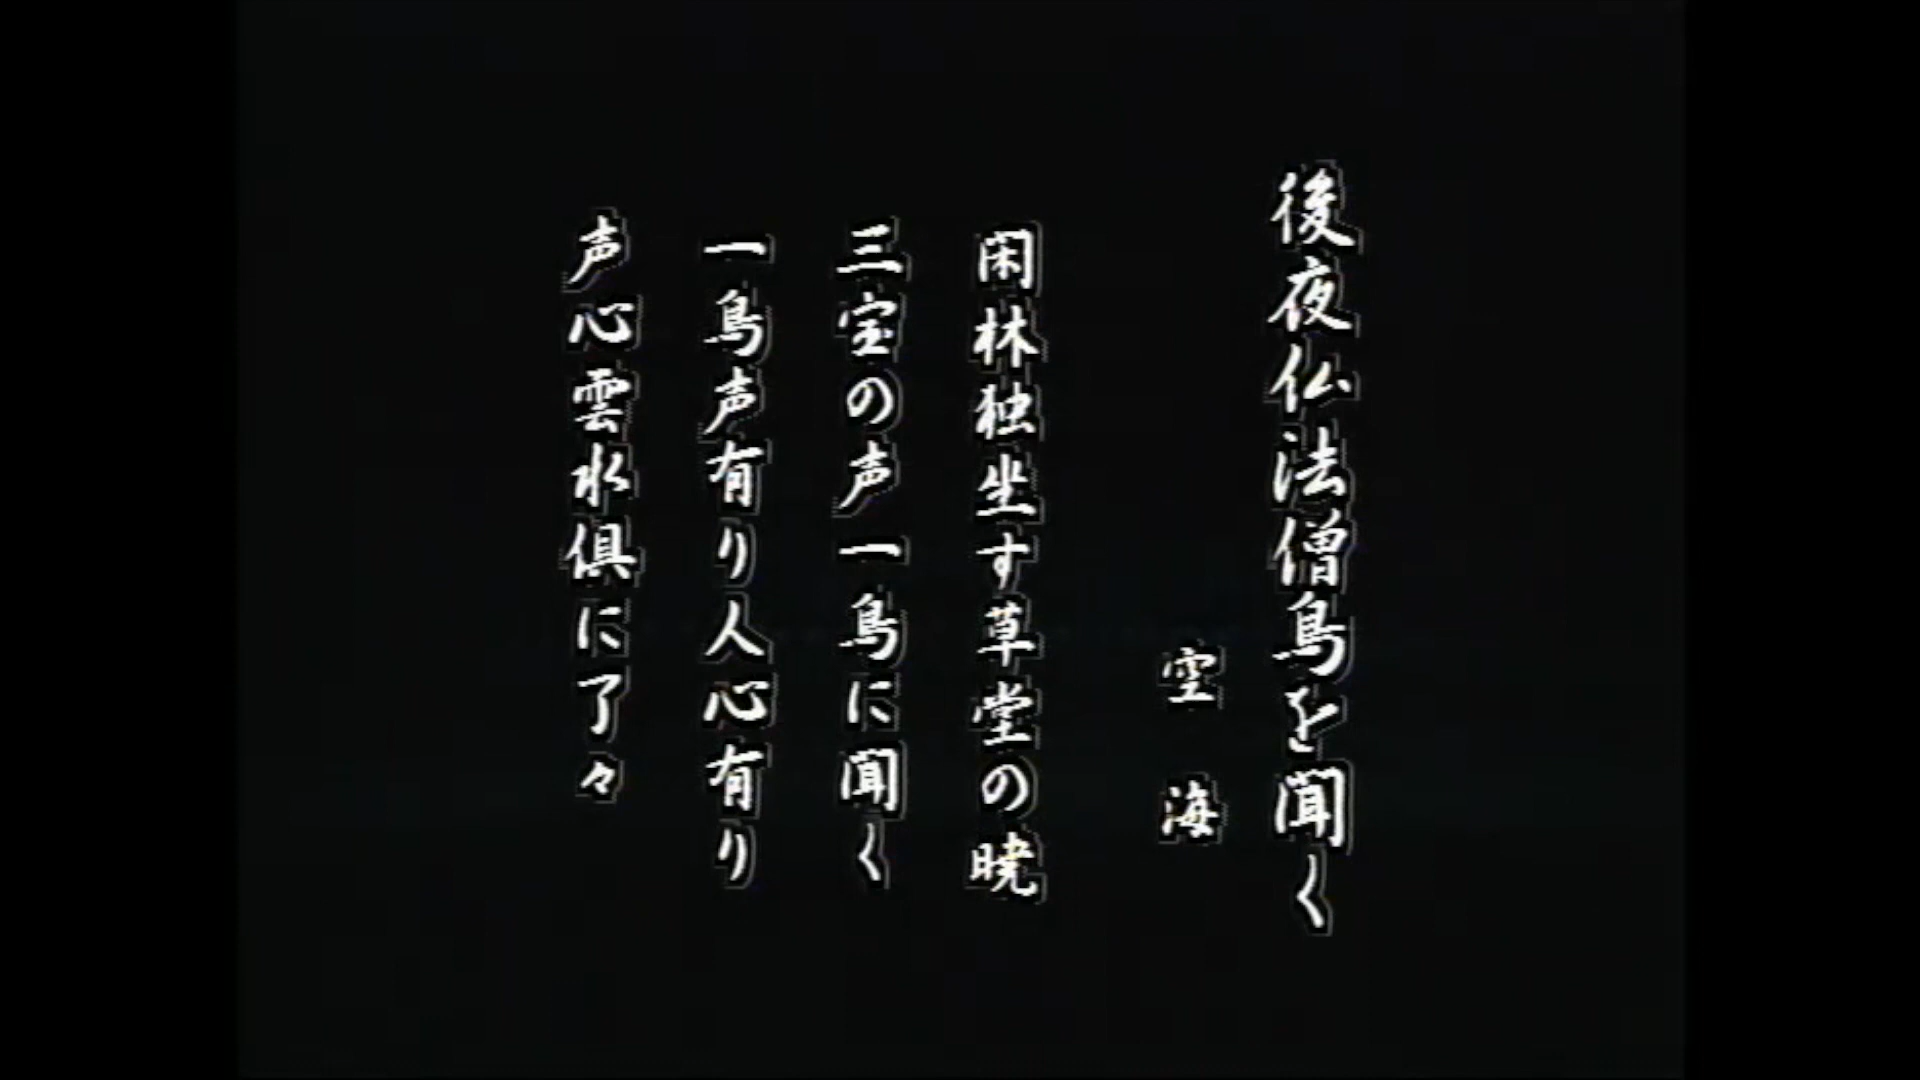 後夜仏法僧鳥を聞く
空海
閑林独坐す草堂の暁
三宝の声一鳥に聞く
一鳥声有り人心有り
声心雲水倶に了々